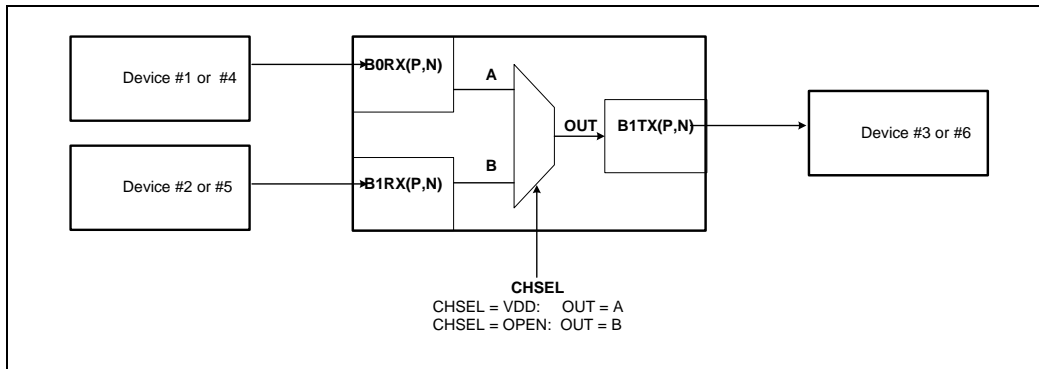 Device #1 or #4
B0RX(P,N)
A
Device #2 or #5
B1RX(P,N)
B
OUT
B1TX(P,N)
Device #3 or #6
CHSEL
CHSEL = VDD: OUT = A
CHSEL = OPEN: OUT = B